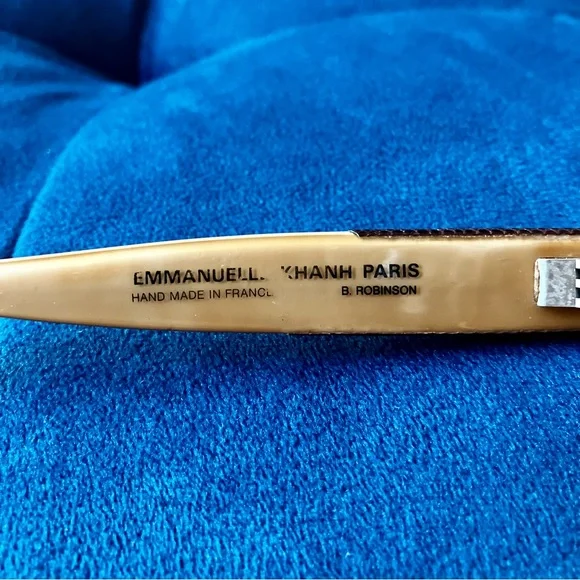 EMMANUELL KHANH PARIS
HAND MADE IN FRANCE
B. ROBINSON